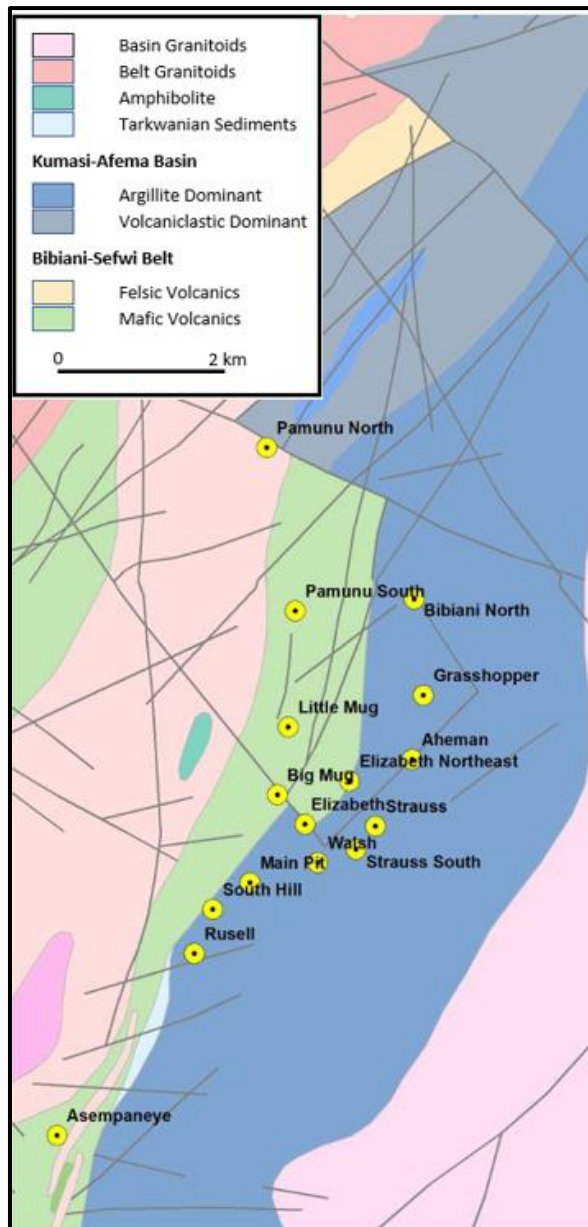 Basin Granitoids
Belt Granitoids
Amphibolite
Tarkwanian Sediments
Kumasi-Afema Basin
Argillite Dominant
Volcaniclastic Dominant
Bibiani-Sefwi Belt
Felsic Volcanics
Mafic Volcanics
0 2 km
Pamunu North
Pamunu South
Bibiani North
Grasshopper
Little Mug
Aheman
Elizabeth Northeast
Big Mug
Elizabeth
Strauss
Walsh
Main Pit
Strauss South
South Hill
Rusell
Asempaneye